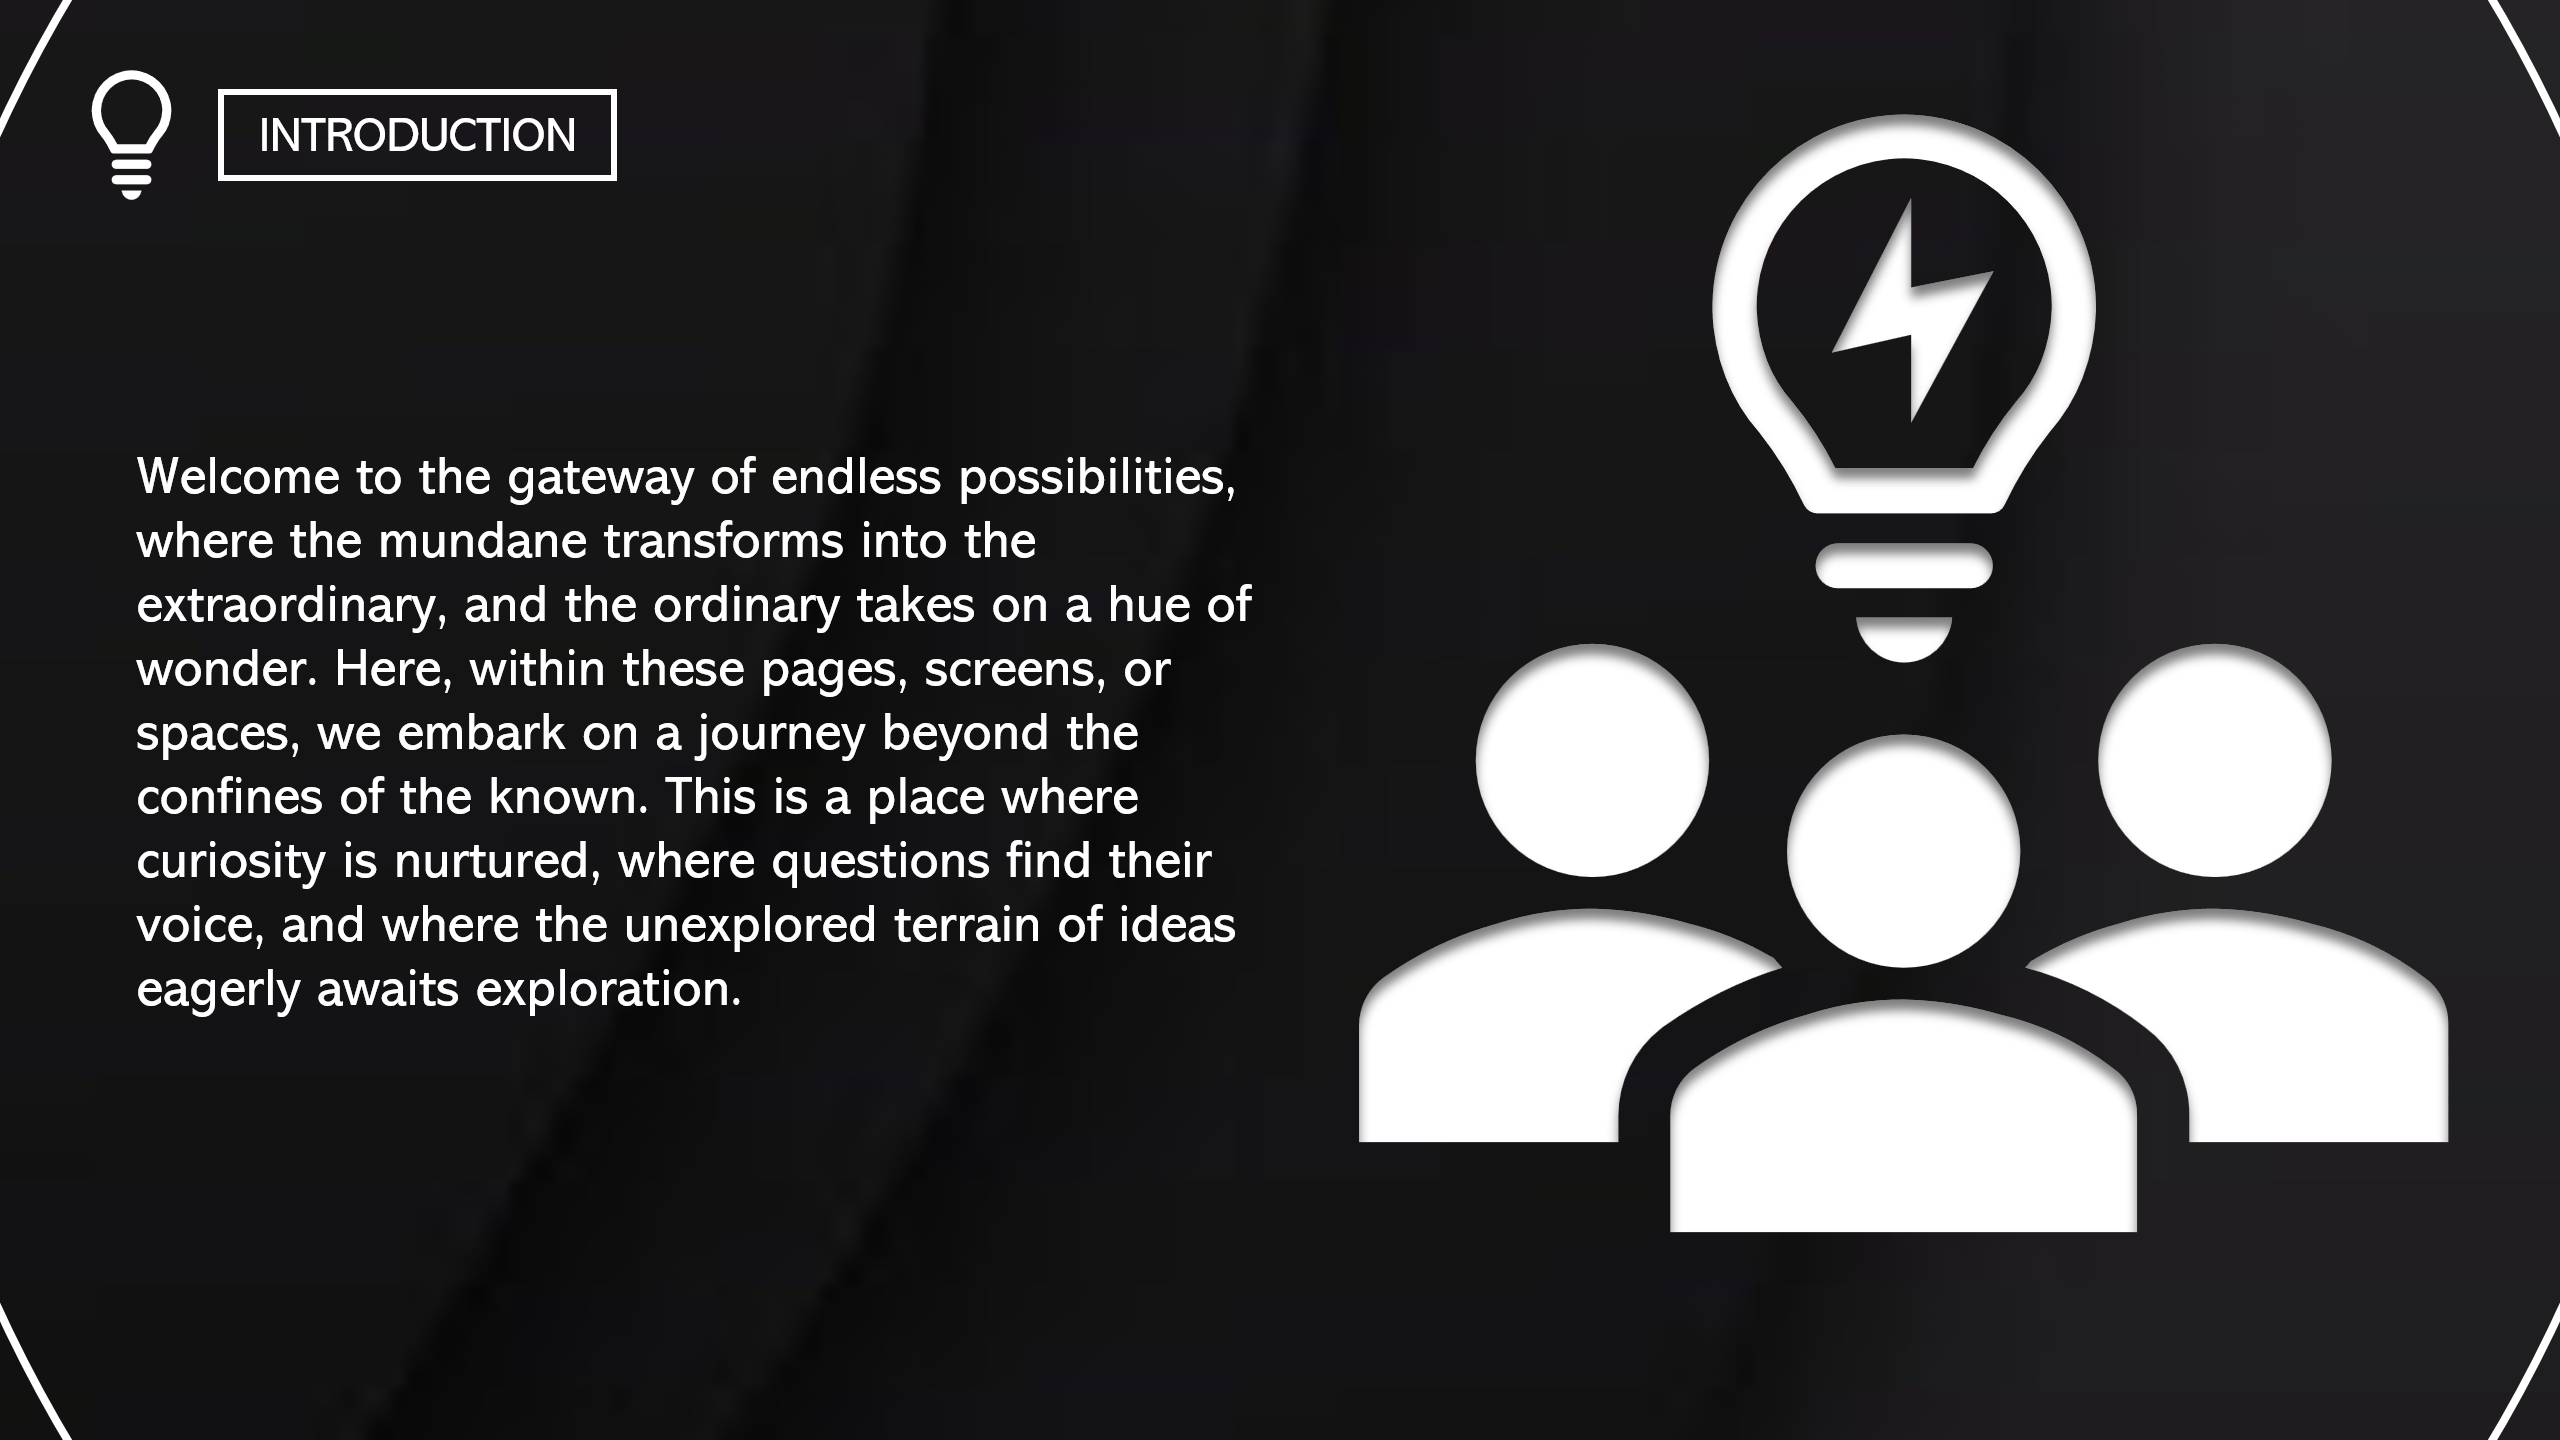 INTRODUCTION
Welcome to the gateway of endless possibilities,
where the mundane transforms into the
extraordinary, and the ordinary takes on a hue of
wonder. Here, within these pages, screens, or
spaces, we embark on a journey beyond the
confines of the known. This is a place where
curiosity is nurtured, where questions find their
voice, and where the unexplored terrain of ideas
eagerly awaits exploration.